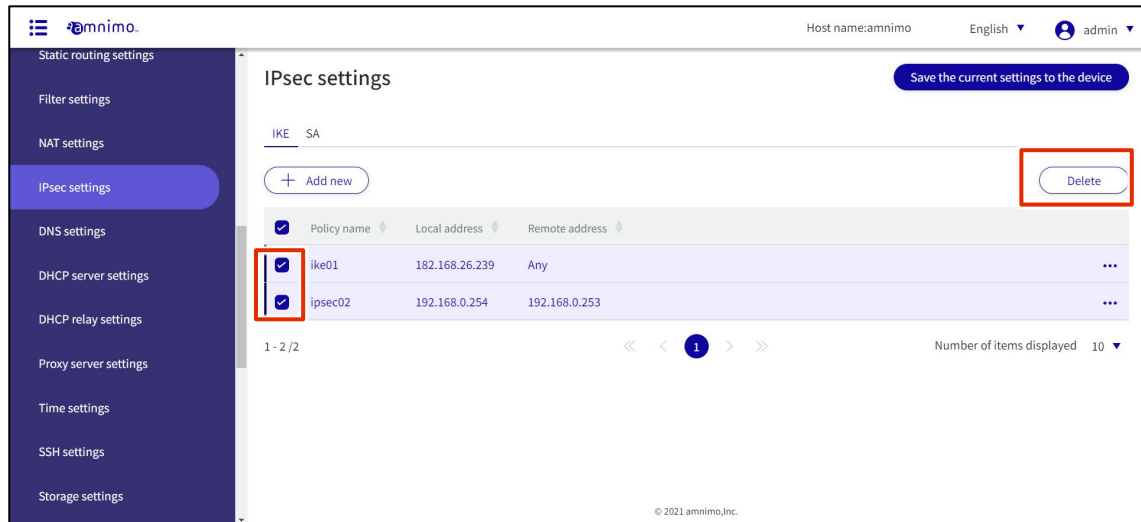 amnimo
Host name:amnimo
English
admin
Static routing settings
Filter settings
NAT settings
IPsec settings
DNS settings
DHCP server settings
DHCP relay settings
Proxy server settings
Time settings
SSH settings
Storage settings
IPsec settings
Save the current settings to the device
IKE SA
+ Add new
Delete
Policy name Local address Remote address
ike01 182.168.26.239 Any •••
ipsec02 192.168.0.254 192.168.0.253 •••
1 - 2 /2
« < 1 > »
Number of items displayed 10
© 2021 amnimo,Inc.